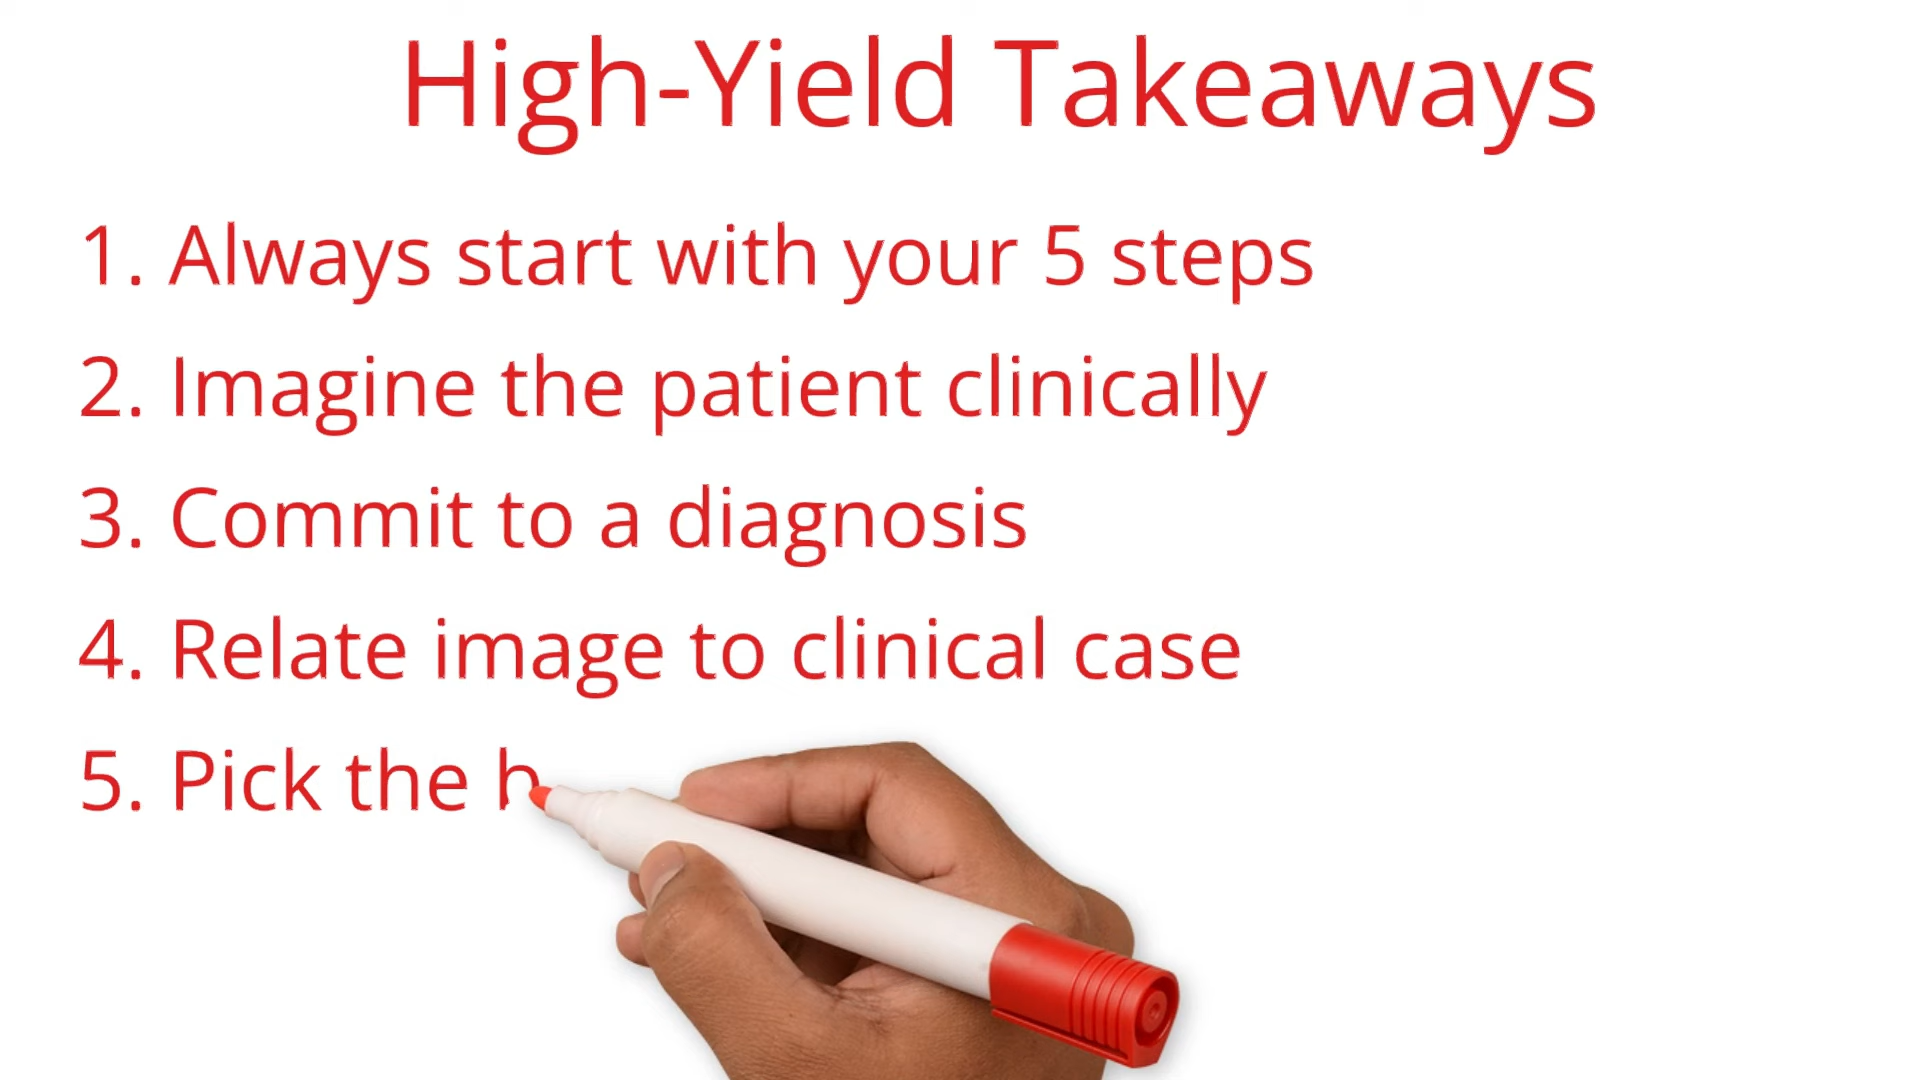 High-Yield Takeaways
1. Always start with your 5 steps
2. Imagine the patient clinically
3. Commit to a diagnosis
4. Relate image to clinical case
5. Pick the